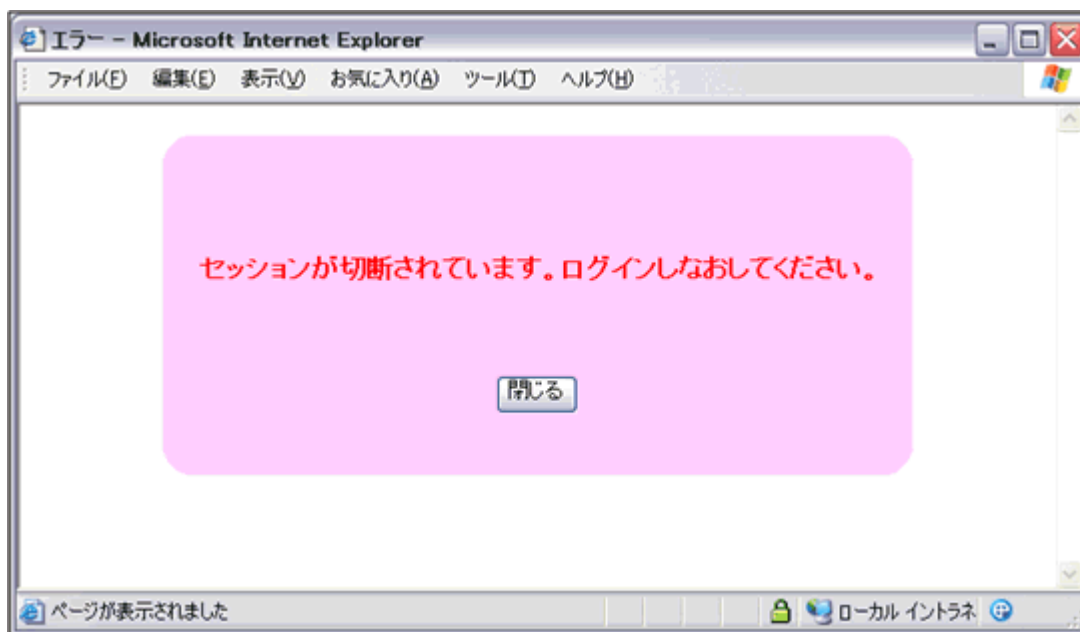 エラー - Microsoft Internet Explorer
ファイル(F) 編集(E) 表示(V) お気に入り(A) ツール(T) ヘルプ(H)
セッションが切断されています。ログインしなおしてください。
閉じる
ページが表示されました ローカル イントラネ